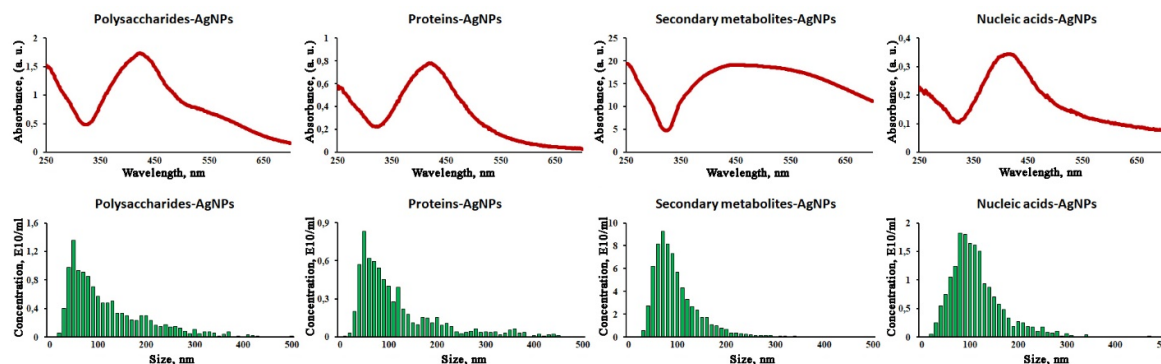 Polysaccharides-AgNPs
Absorbance, (a. u.)
2
1,5
1
0,5
0
250 350 450 550 650
Wavelength, nm
Proteins-AgNPs
Absorbance, (a. u.)
1
0,8
0,6
0,4
0,2
0
250 350 450 550 650
Wavelength, nm
Secondary metabolites-AgNPs
Absorbance, (a. u.)
25
20
15
10
5
0
250 350 450 550 650
Wavelength, nm
Nucleic acids-AgNPs
Absorbance, (a. u.)
0,4
0,3
0,2
0,1
0
250 350 450 550 650
Wavelength, nm
Polysaccharides-AgNPs
Concentration, E10/ml
1,6
1,2
0,8
0,4
0
0 100 200 300 400 500
Size, nm
Proteins-AgNPs
Concentration, E10/ml
0,9
0,6
0,3
0
0 100 200 300 400 500
Size, nm
Secondary metabolites-AgNPs
Concentration, E10/ml
10
8
6
4
2
0
0 100 200 300 400 500
Size, nm
Nucleic acids-AgNPs
Concentration, E10/ml
2
1,5
1
0,5
0
0 100 200 300 400 500
Size, nm